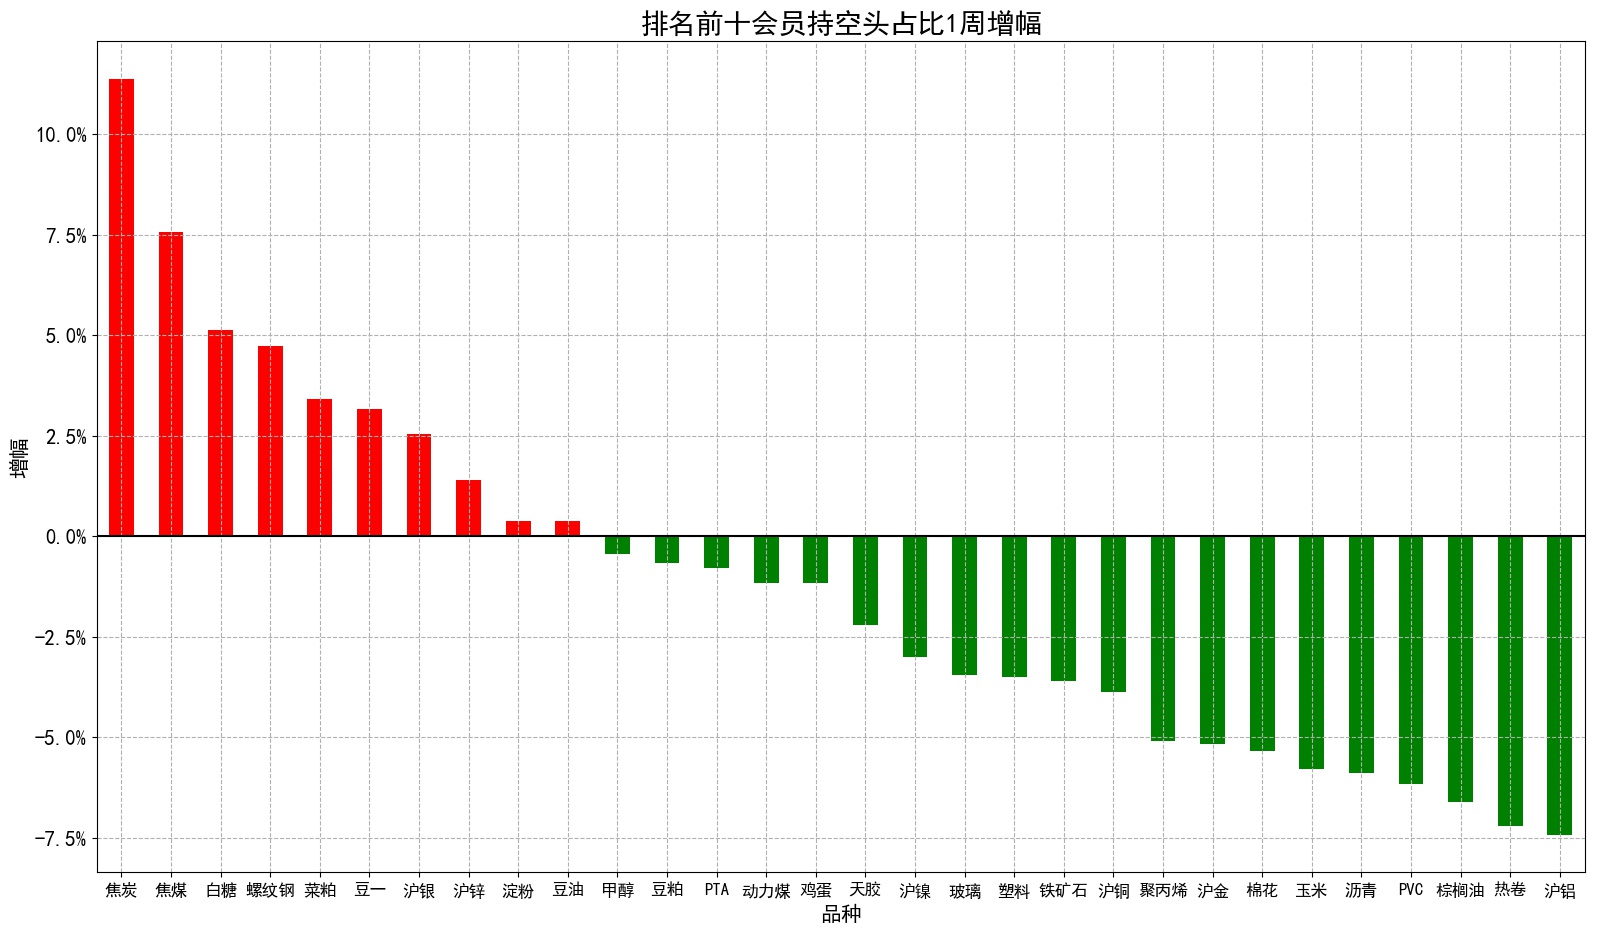 排名前十会员持空头占比1周增幅
10.0%
7.5%
5.0%
2.5%
0.0%
−2.5%
−5.0%
−7.5%
增幅
焦炭 焦煤 白糖 螺纹钢 菜粕 豆一 沪银 沪锌 淀粉 豆油 甲醇 豆粕 PTA 动力煤 鸡蛋 天胶 沪镍 玻璃 塑料 铁矿石 沪铜 聚丙烯 沪金 棉花 玉米 沥青 PVC 棕榈油 热卷 沪铝
品种